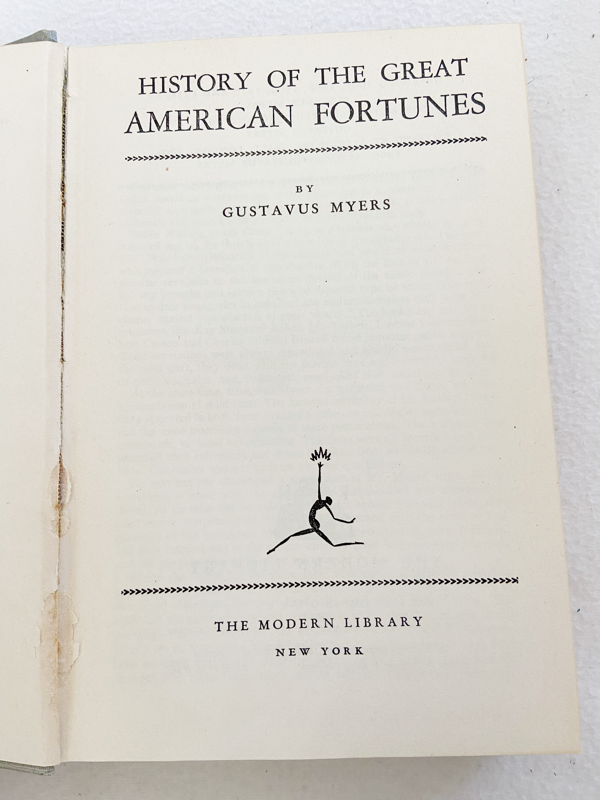 HISTORY OF THE GREAT
AMERICAN FORTUNES
BY
GUSTAVUS MYERS
THE MODERN LIBRARY
NEW YORK